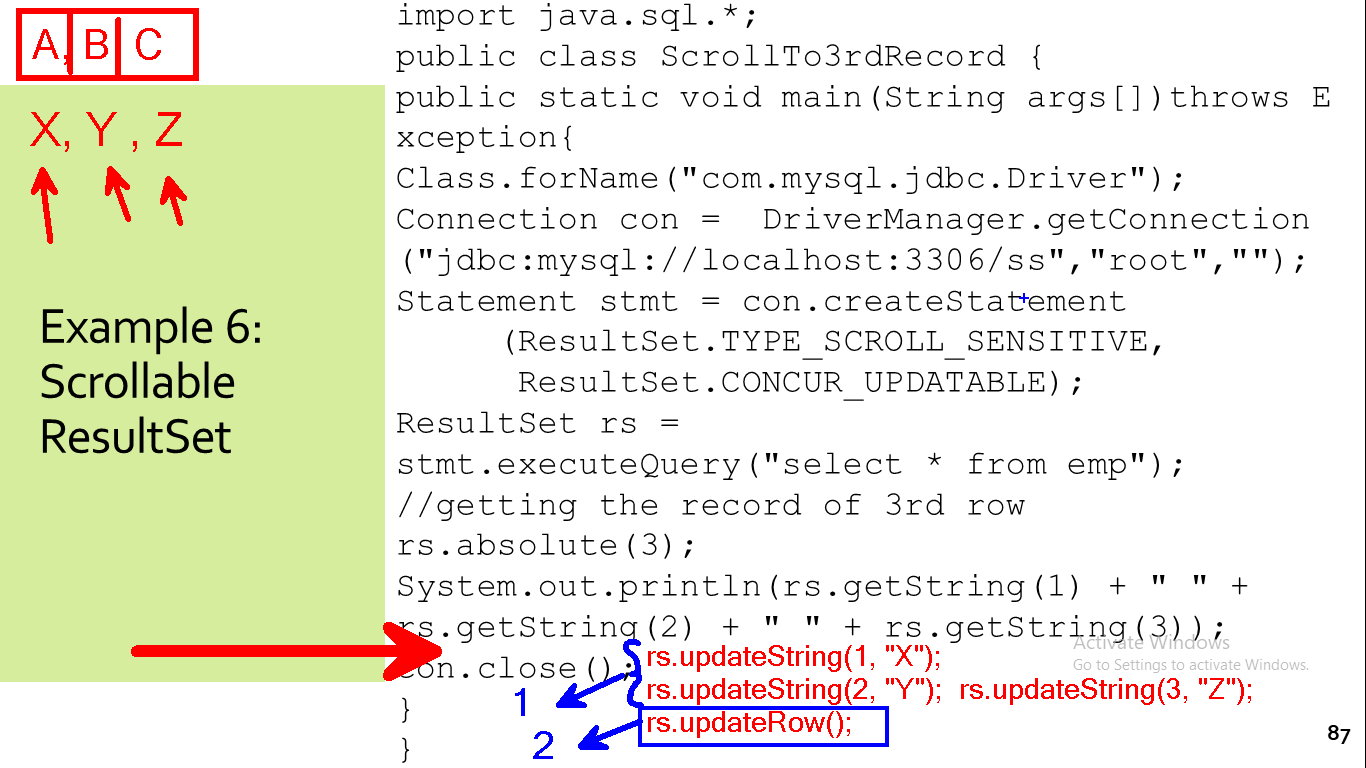 A, B C
X, Y , Z
Example 6:
Scrollable
ResultSet
import java.sql.*;
public class ScrollTo3rdRecord {
public static void main(String args[])throws E
xception{
Class.forName("com.mysql.jdbc.Driver");
Connection con = DriverManager.getConnection
("jdbc:mysql://localhost:3306/ss","root","");
Statement stmt = con.createStatement
(ResultSet.TYPE_SCROLL_SENSITIVE,
ResultSet.CONCUR_UPDATABLE);
ResultSet rs =
stmt.executeQuery("select * from emp");
//getting the record of 3rd row
rs.absolute(3);
System.out.println(rs.getString(1) + " " +
rs.getString(2) + " " + rs.getString(3));
con.close();
}
}
rs.updateString(1, "X");
rs.updateString(2, "Y"); rs.updateString(3, "Z");
rs.updateRow();
1
2
Activate Windows
Go to Settings to activate Windows.
87